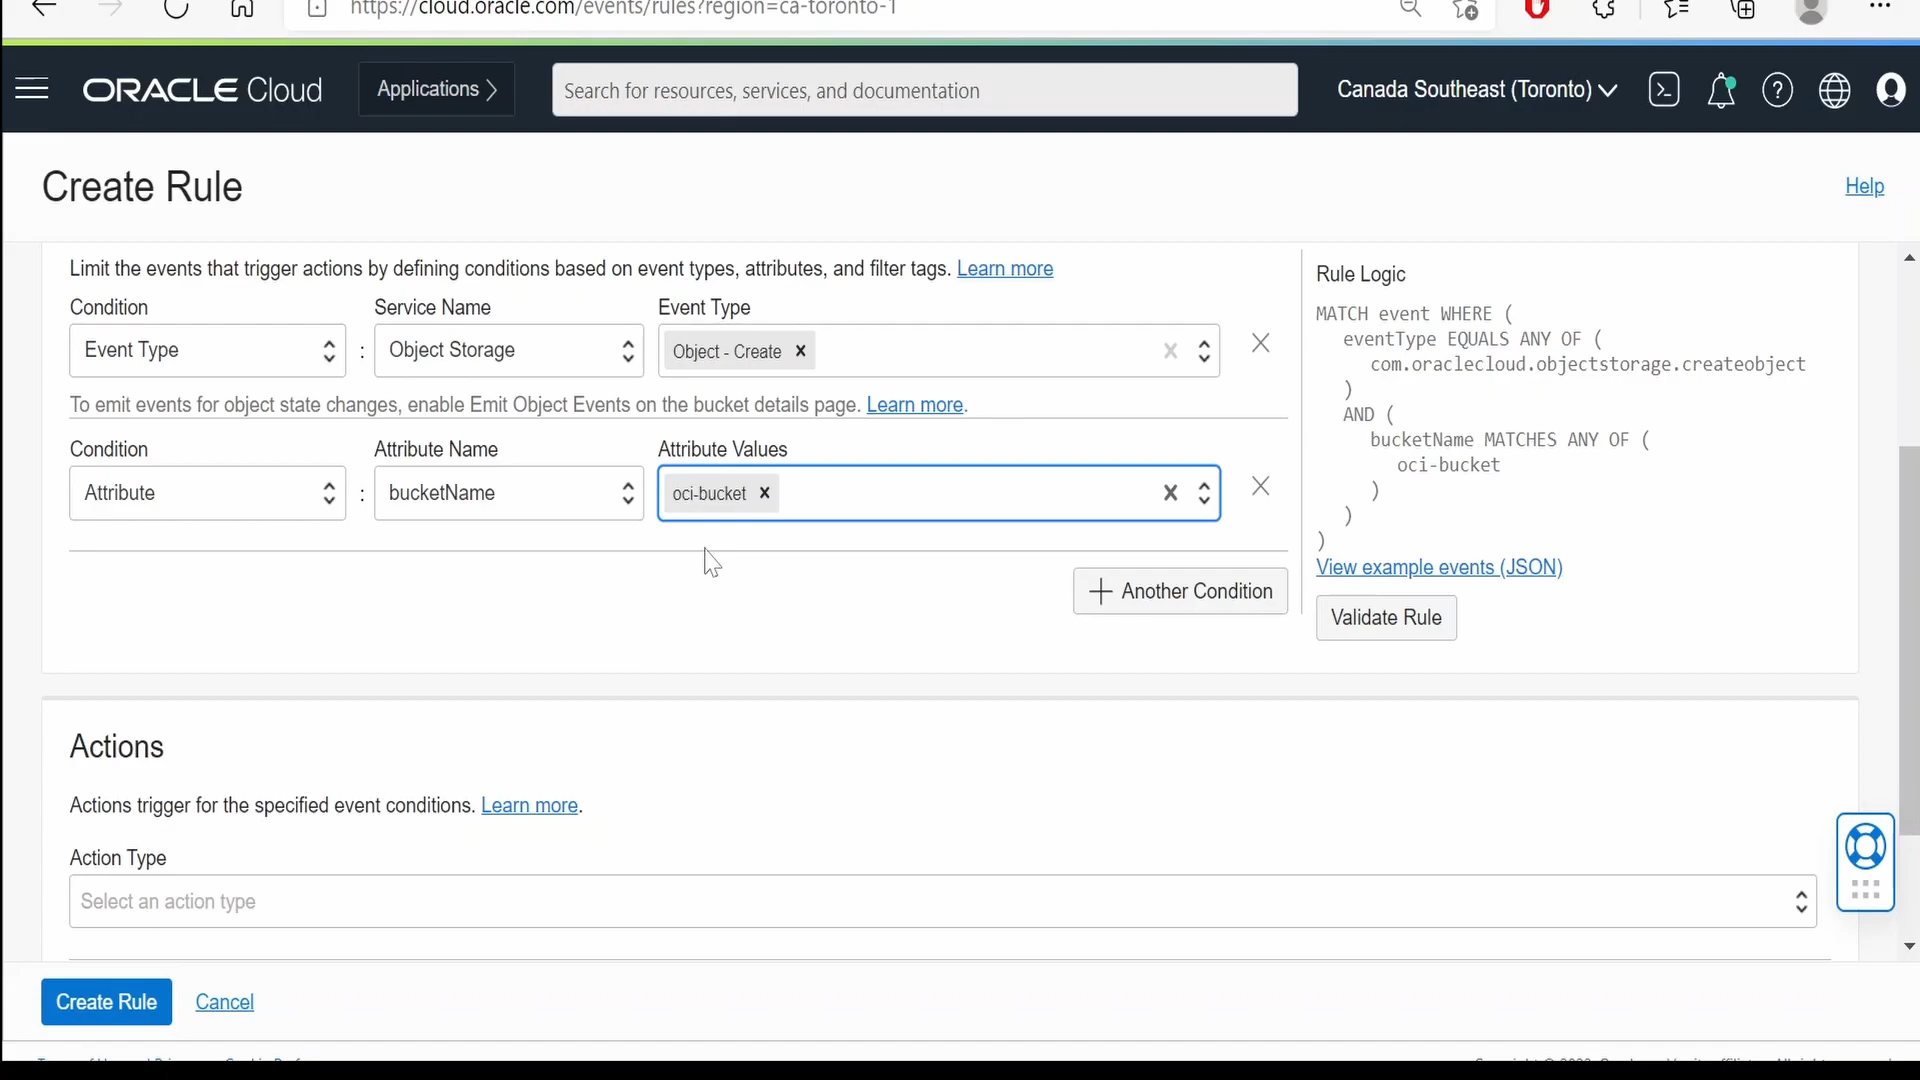 https://cloud.oracle.com/events/rules?region=ca-toronto-1
ORACLE Cloud
Applications
Search for resources, services, and documentation
Canada Southeast (Toronto)
Create Rule
Help
Limit the events that trigger actions by defining conditions based on event types, attributes, and filter tags. Learn more
Condition
Service Name
Event Type
Event Type
:
Object Storage
Object - Create
To emit events for object state changes, enable Emit Object Events on the bucket details page. Learn more.
Condition
Attribute Name
Attribute Values
Attribute
:
bucketName
oci-bucket
Another Condition
Rule Logic
MATCH event WHERE (
eventType EQUALS ANY OF (
com.oraclecloud.objectstorage.createobject
)
AND (
bucketName MATCHES ANY OF (
oci-bucket
)
)
)
View example events (JSON)
Validate Rule
Actions
Actions trigger for the specified event conditions. Learn more.
Action Type
Select an action type
Create Rule
Cancel